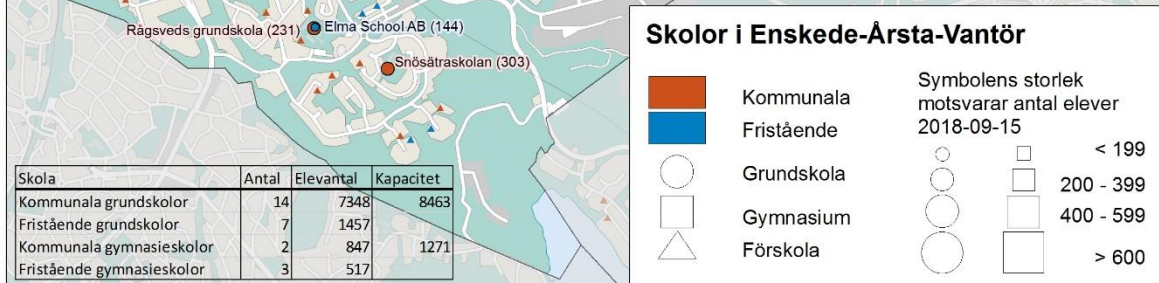 Rågsveds grundskola (231)
Elma School AB (144)
Snösätraskolan (303)
Skola Antal Elevantal Kapacitet
Kommunala grundskolor 14 7348 8463
Fristående grundskolor 7 1457
Kommunala gymnasieskolor 2 847 1271
Fristående gymnasieskolor 3 517
Skolor i Enskede-Årsta-Vantör
Kommunala
Fristående
Grundskola
Gymnasium
Förskola
Symbolens storlek
motsvarar antal elever
2018-09-15
< 199
200 - 399
400 - 599
> 600